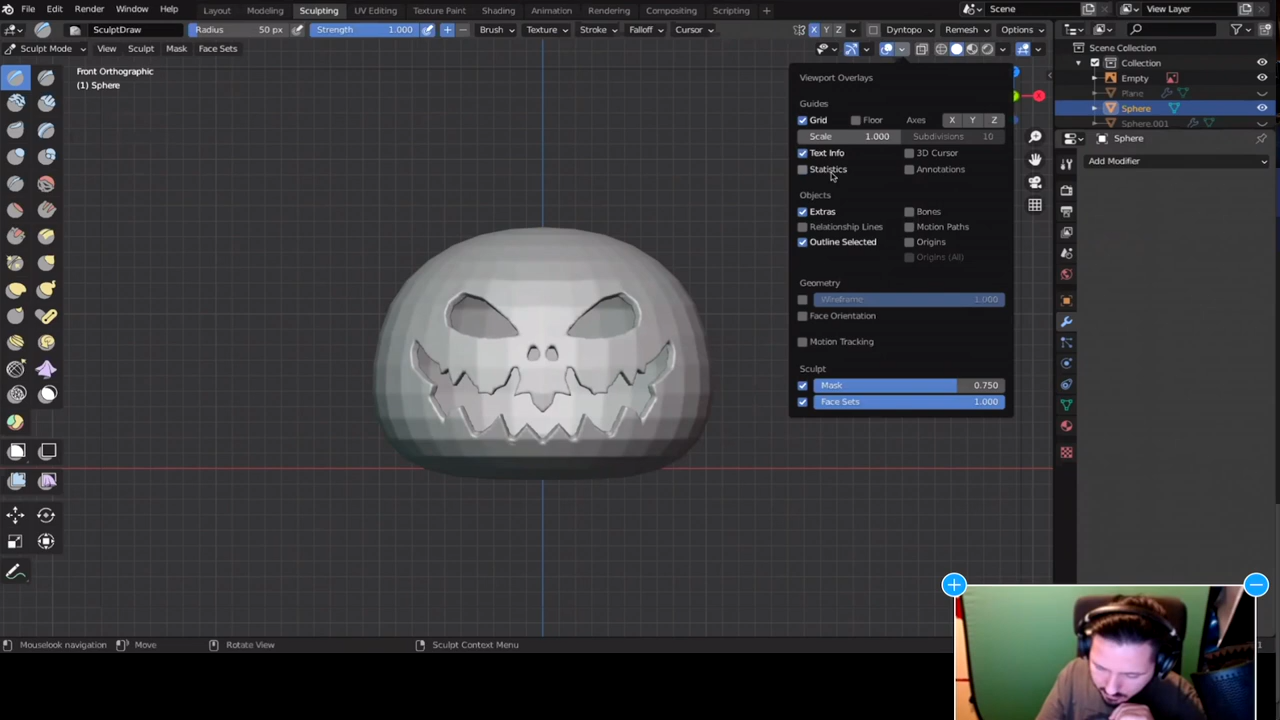 File Edit Render Window Help Layout Modeling Sculpting UV Editing Texture Paint Shading Animation Rendering Compositing Scripting + Scene View Layer
SculptDraw Radius 50 px Strength 1.000 + − Brush Texture Stroke Falloff Cursor X Y Z Dyntopo Remesh Options
Sculpt Mode View Sculpt Mask Face Sets
Scene Collection
Collection
Empty
Plane
Sphere
Sphere.001
Sphere
Add Modifier
Front Orthographic
(1) Sphere
Viewport Overlays
Guides
Grid Floor Axes X Y Z
Scale 1.000 Subdivisions 10
Text Info 3D Cursor
Statistics Annotations
Objects
Extras Bones
Relationship Lines Motion Paths
Outline Selected Origins
Origins (All)
Geometry
Wireframe 1.000
Face Orientation
Motion Tracking
Sculpt
Mask 0.750
Face Sets 1.000
Mouselook navigation Move Rotate View Sculpt Context Menu